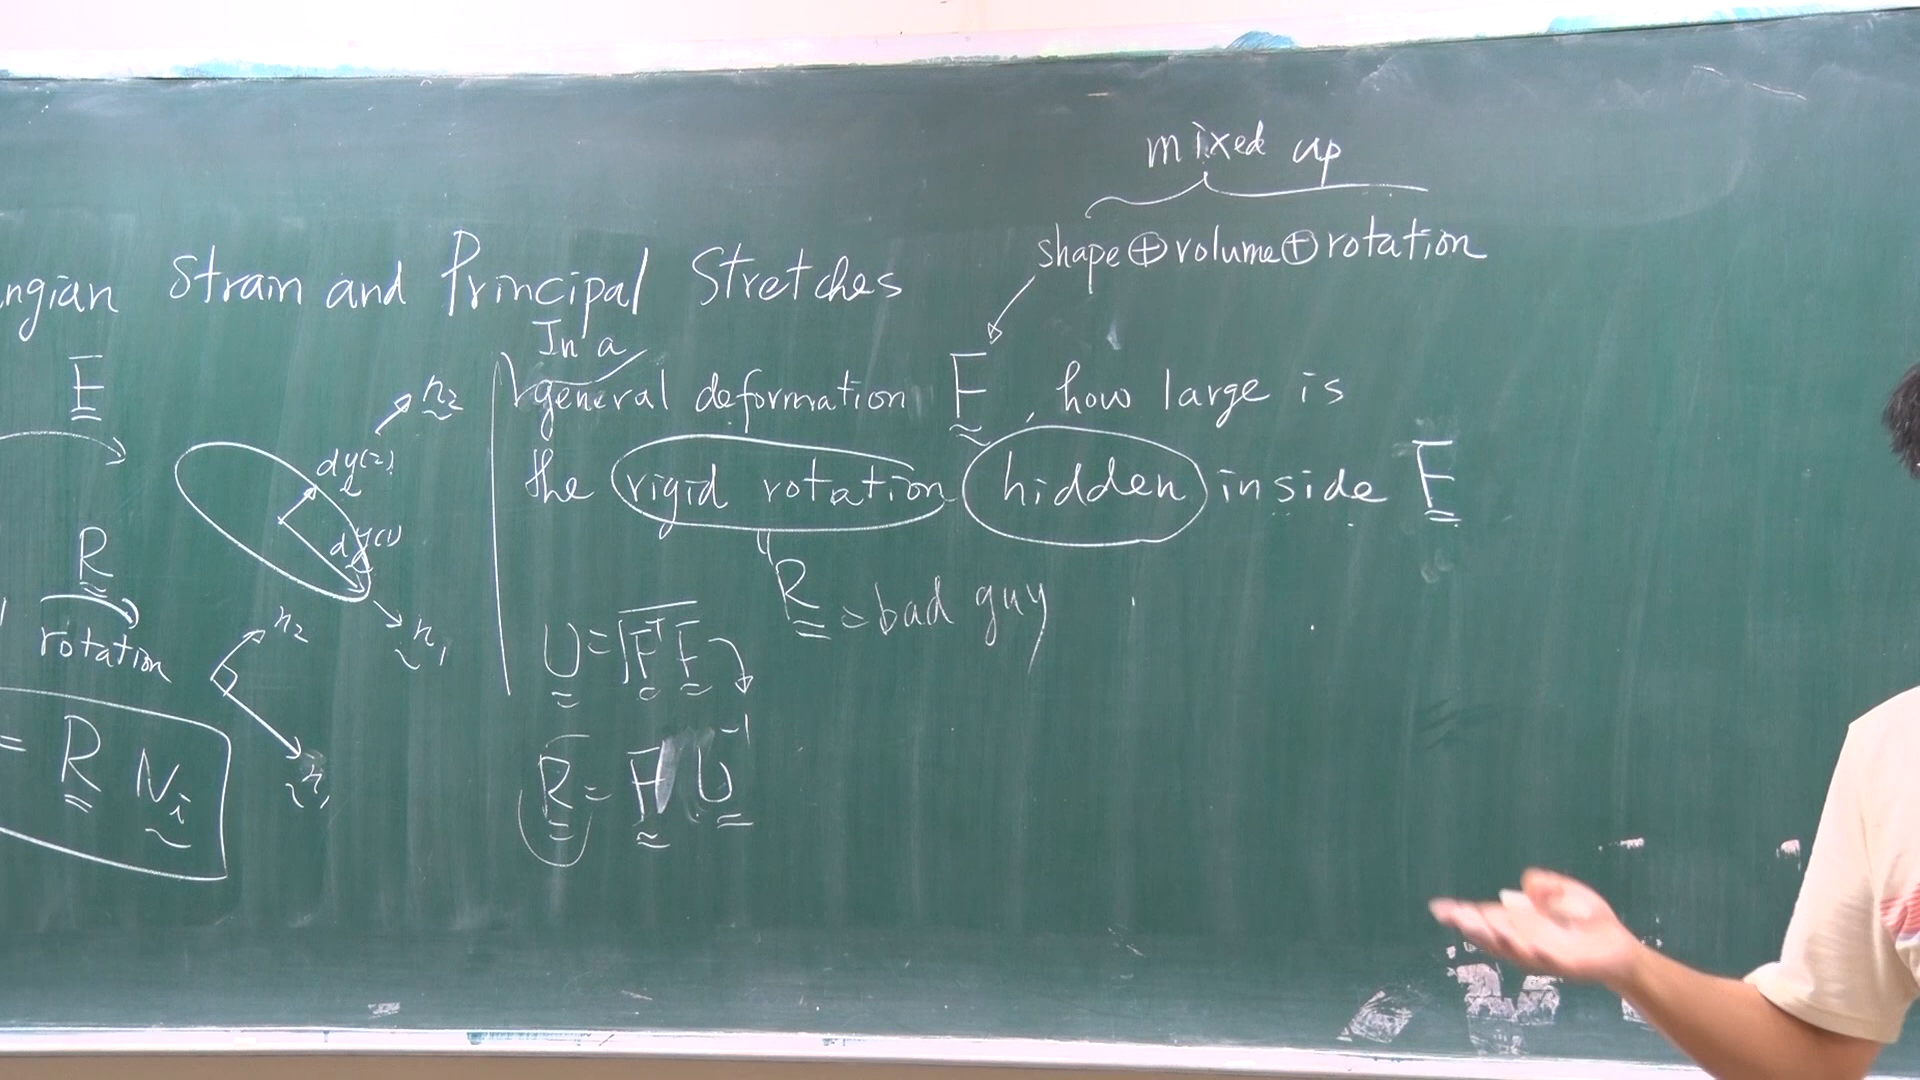 mixed up
shape ⊕ volume ⊕ rotation
ngian Strain and Principal Stretches
In a
general deformation F, how large is
the rigid rotation hidden inside F
R = bad guy
U = √FᵀF
R = F U⁻¹
F
n₂
dy(2)
dy(1)
n₁
R
rotation
n₂
n₁
= R Nᵢ